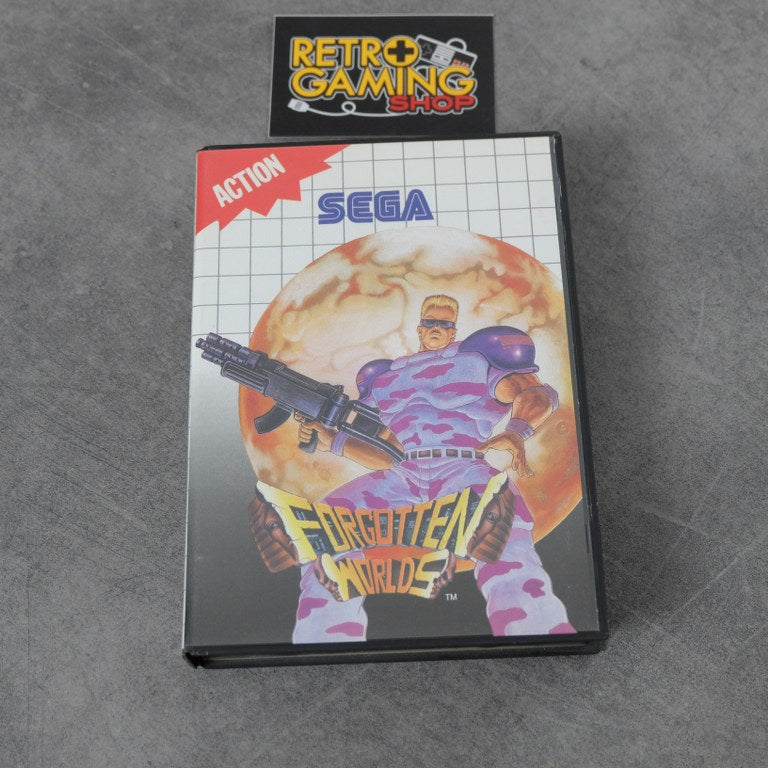 RETRO
GAMING
SHOP
ACTION
SEGA
FORGOTTEN
WORLDS
TM